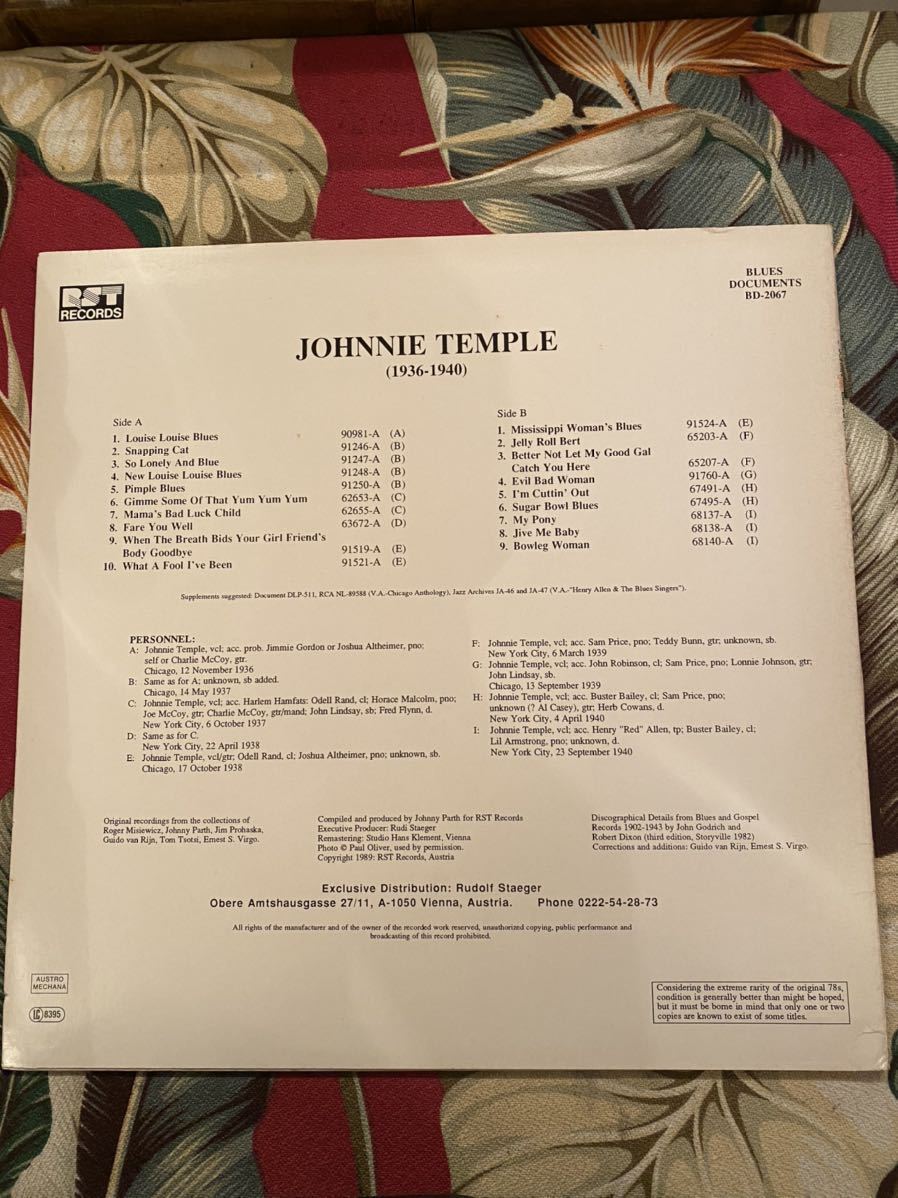 RST
RECORDS
BLUES
DOCUMENTS
BD-2067
JOHNNIE TEMPLE
(1936-1940)
Side A
1. Louise Louise Blues 90981-A (A)
2. Snapping Cat 91246-A (B)
3. So Lonely And Blue 91247-A (B)
4. New Louise Louise Blues 91248-A (B)
5. Pimple Blues 91250-A (B)
6. Gimme Some Of That Yum Yum Yum 62653-A (C)
7. Mama's Bad Luck Child 62655-A (C)
8. Fare You Well 63672-A (D)
9. When The Breath Bids Your Girl Friend's
Body Goodbye 91519-A (E)
10. What A Fool I've Been 91521-A (E)
Side B
1. Mississippi Woman's Blues 91524-A (E)
2. Jelly Roll Bert 65203-A (F)
3. Better Not Let My Good Gal
Catch You Here 65207-A (F)
4. Evil Bad Woman 91760-A (G)
5. I'm Cuttin' Out 67491-A (H)
6. Sugar Bowl Blues 67495-A (H)
7. My Pony 68137-A (I)
8. Jive Me Baby 68138-A (I)
9. Bowleg Woman 68140-A (I)
Supplements suggested: Document DLP-511, RCA NL-89588 (V.A.-Chicago Anthology), Jazz Archives JA-46 and JA-47 (V.A.-"Henry Allen & The Blues Singers").
PERSONNEL:
A: Johnnie Temple, vcl; acc. prob. Jimmie Gordon or Joshua Altheimer, pno;
self or Charlie McCoy, gtr.
Chicago, 12 November 1936
B: Same as for A; unknown, sb added.
Chicago, 14 May 1937
C: Johnnie Temple, vcl; acc. Harlem Hamfats: Odell Rand, cl; Horace Malcolm, pno;
Joe McCoy, gtr; Charlie McCoy, gtr/mand; John Lindsay, sb; Fred Flynn, d.
New York City, 6 October 1937
D: Same as for C.
New York City, 22 April 1938
E: Johnnie Temple, vcl/gtr; Odell Rand, cl; Joshua Altheimer, pno; unknown, sb.
Chicago, 17 October 1938
F: Johnnie Temple, vcl; acc. Sam Price, pno; Teddy Bunn, gtr; unknown, sb.
New York City, 6 March 1939
G: Johnnie Temple, vcl; acc. John Robinson, cl; Sam Price, pno; Lonnie Johnson, gtr;
John Lindsay, sb.
Chicago, 13 September 1939
H: Johnnie Temple, vcl; acc. Buster Bailey, cl; Sam Price, pno;
unknown (? Al Casey), gtr; Herb Cowans, d.
New York City, 4 April 1940
I: Johnnie Temple, vcl; acc. Henry "Red" Allen, tp; Buster Bailey, cl;
Lil Armstrong, pno; unknown, d.
New York City, 23 September 1940
Original recordings from the collections of
Roger Misiewicz, Johnny Parth, Jim Prohaska,
Guido van Rijn, Tom Tsotsi, Ernest S. Virgo.
Compiled and produced by Johnny Parth for RST Records
Executive Producer: Rudi Staeger
Remastering: Studio Hans Klement, Vienna
Photo © Paul Oliver, used by permission.
Copyright 1989: RST Records, Austria
Discographical Details from Blues and Gospel
Records 1902-1943 by John Godrich and
Robert Dixon (third edition, Storyville 1982)
Corrections and additions: Guido van Rijn, Ernest S. Virgo.
Exclusive Distribution: Rudolf Staeger
Obere Amtshausgasse 27/11, A-1050 Vienna, Austria. Phone 0222-54-28-73
All rights of the manufacturer and of the owner of the recorded work reserved, unauthorized copying, public performance and
broadcasting of this record prohibited.
AUSTRO
MECHANA
LC 8395
Considering the extreme rarity of the original 78s,
condition is generally better than might be hoped,
but it must be borne in mind that only one or two
copies are known to exist of some titles.